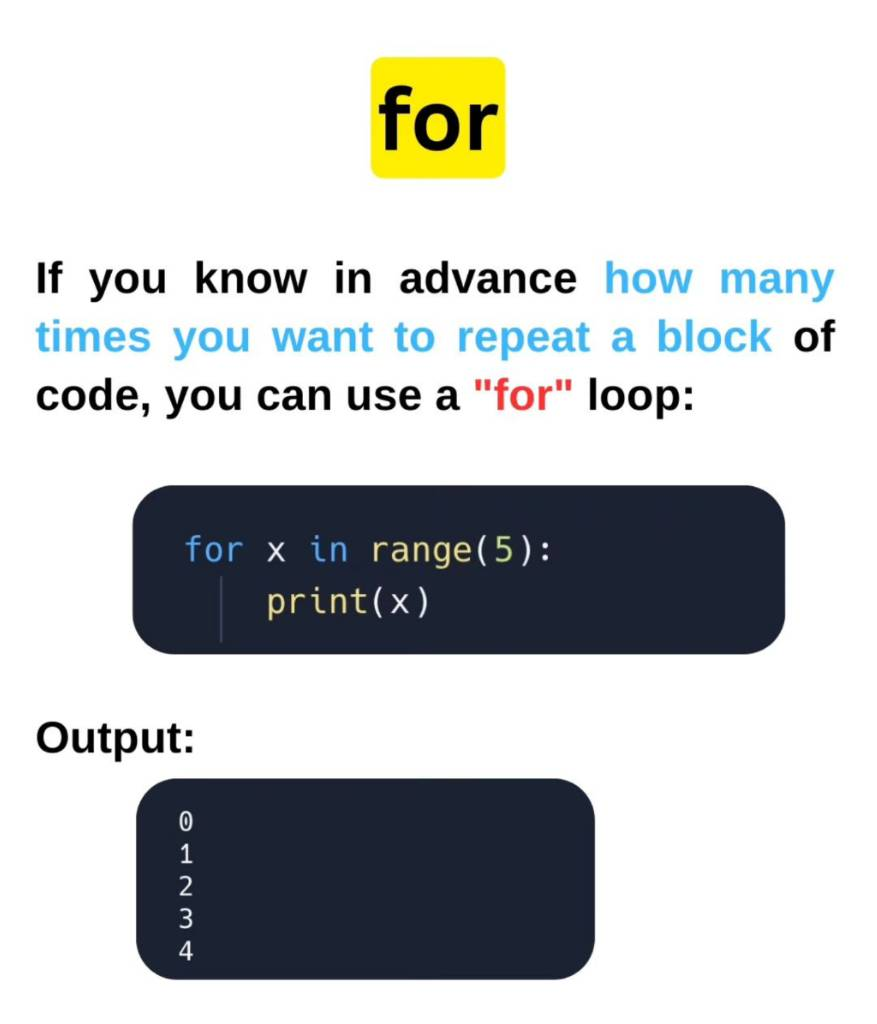 for
If you know in advance how many
times you want to repeat a block of
code, you can use a "for" loop:
for x in range(5):
    print(x)
Output:
0
1
2
3
4